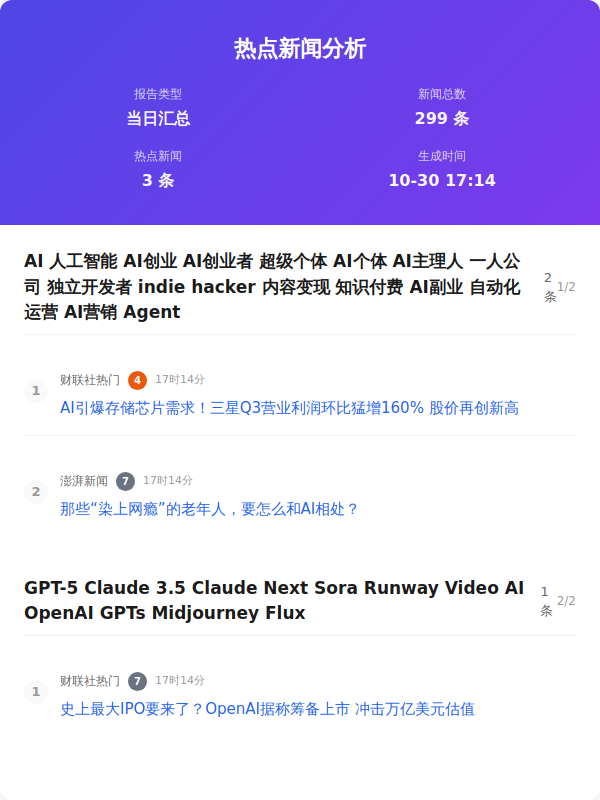 热点新闻分析
报告类型
新闻总数
当日汇总
299 条
热点新闻
生成时间
3 条
10-30 17:14
AI 人工智能 AI创业 AI创业者 超级个体 AI个体 AI主理人 一人公
司 独立开发者 indie hacker 内容变现 知识付费 AI副业 自动化
运营 AI营销 Agent
2
条
1/2
1
财联社热门 4 17时14分
AI引爆存储芯片需求！三星Q3营业利润环比猛增160% 股价再创新高
2
澎湃新闻 7 17时14分
那些“染上网瘾”的老年人，要怎么和AI相处？
GPT-5 Claude 3.5 Claude Next Sora Runway Video AI
OpenAI GPTs Midjourney Flux
1
条
2/2
1
财联社热门 7 17时14分
史上最大IPO要来了？OpenAI据称筹备上市 冲击万亿美元估值